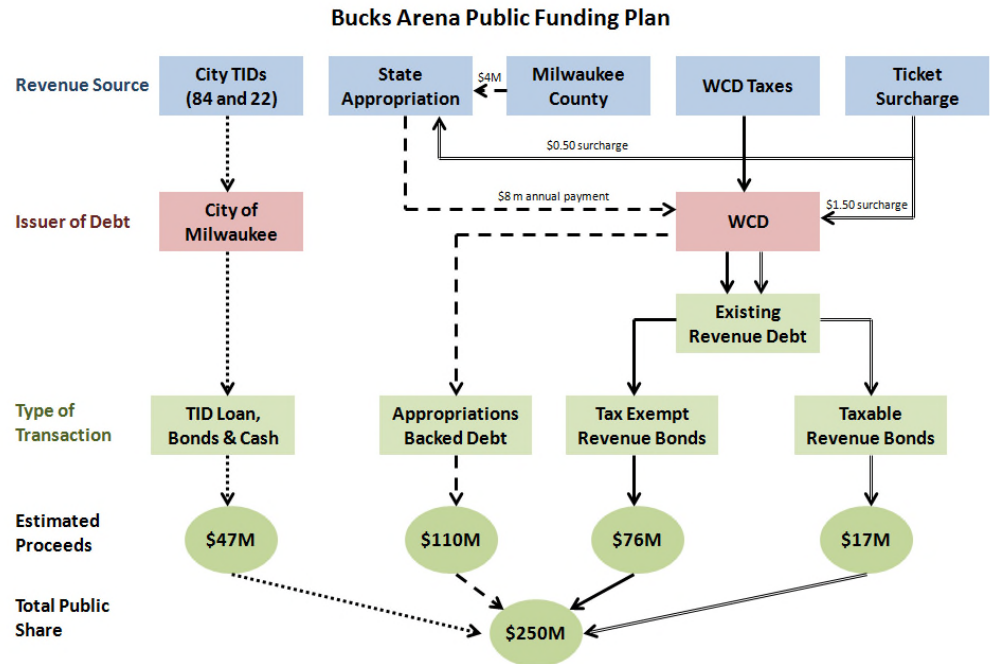 Bucks Arena Public Funding Plan
Revenue Source
City TIDs
(84 and 22)
State
Appropriation
$4M
Milwaukee
County
WCD Taxes
Ticket
Surcharge
$0.50 surcharge
Issuer of Debt
City of
Milwaukee
$8 m annual payment
WCD
$1.50 surcharge
Existing
Revenue Debt
Type of
Transaction
TID Loan,
Bonds & Cash
Appropriations
Backed Debt
Tax Exempt
Revenue Bonds
Taxable
Revenue Bonds
Estimated
Proceeds
$47M
$110M
$76M
$17M
Total Public
Share
$250M